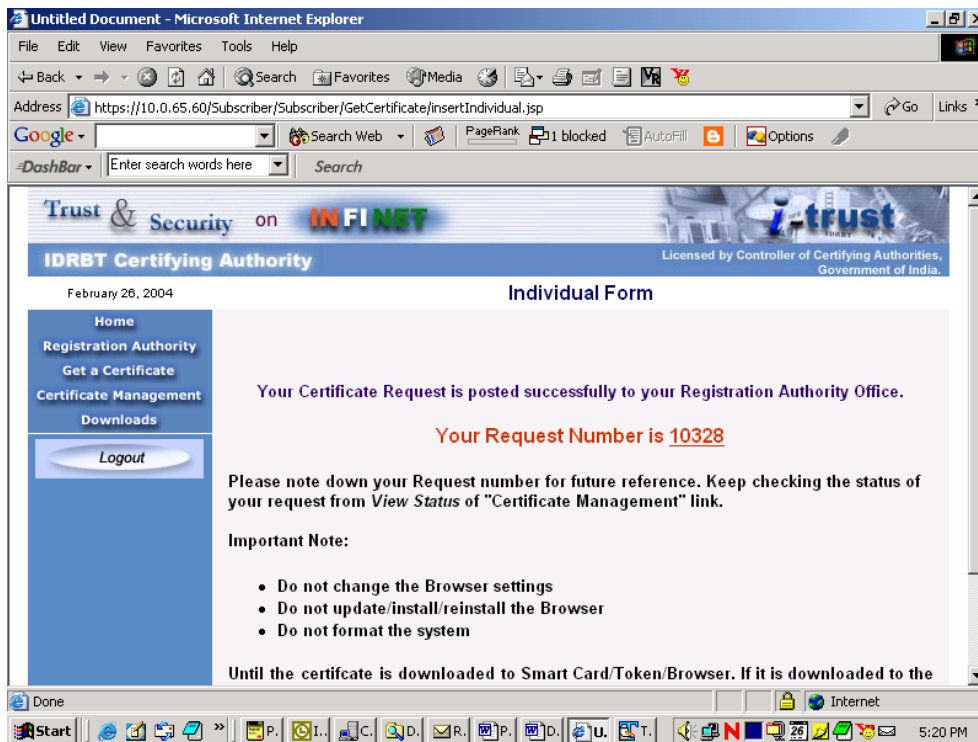 Untitled Document - Microsoft Internet Explorer
File Edit View Favorites Tools Help
Back Search Favorites Media
Address https://10.0.65.60/Subscriber/Subscriber/GetCertificate/insertIndividual.jsp Go Links
Google Search Web PageRank 1 blocked AutoFill Options
DashBar Enter search words here Search
Trust & Security on INFINET i-trust
IDRBT
IDRBT Certifying Authority
Licensed by Controller of Certifying Authorities,
Government of India.
February 26, 2004
Individual Form
Home
Registration Authority
Get a Certificate
Certificate Management
Downloads
Logout
Your Certificate Request is posted successfully to your Registration Authority Office.
Your Request Number is 10328
Please note down your Request number for future reference. Keep checking the status of
your request from View Status of "Certificate Management" link.
Important Note:
• Do not change the Browser settings
• Do not update/install/reinstall the Browser
• Do not format the system
Until the certifcate is downloaded to Smart Card/Token/Browser. If it is downloaded to the
Done Internet
Start » P. I.. C. D. R. P. D. U. T. N 26 5:20 PM